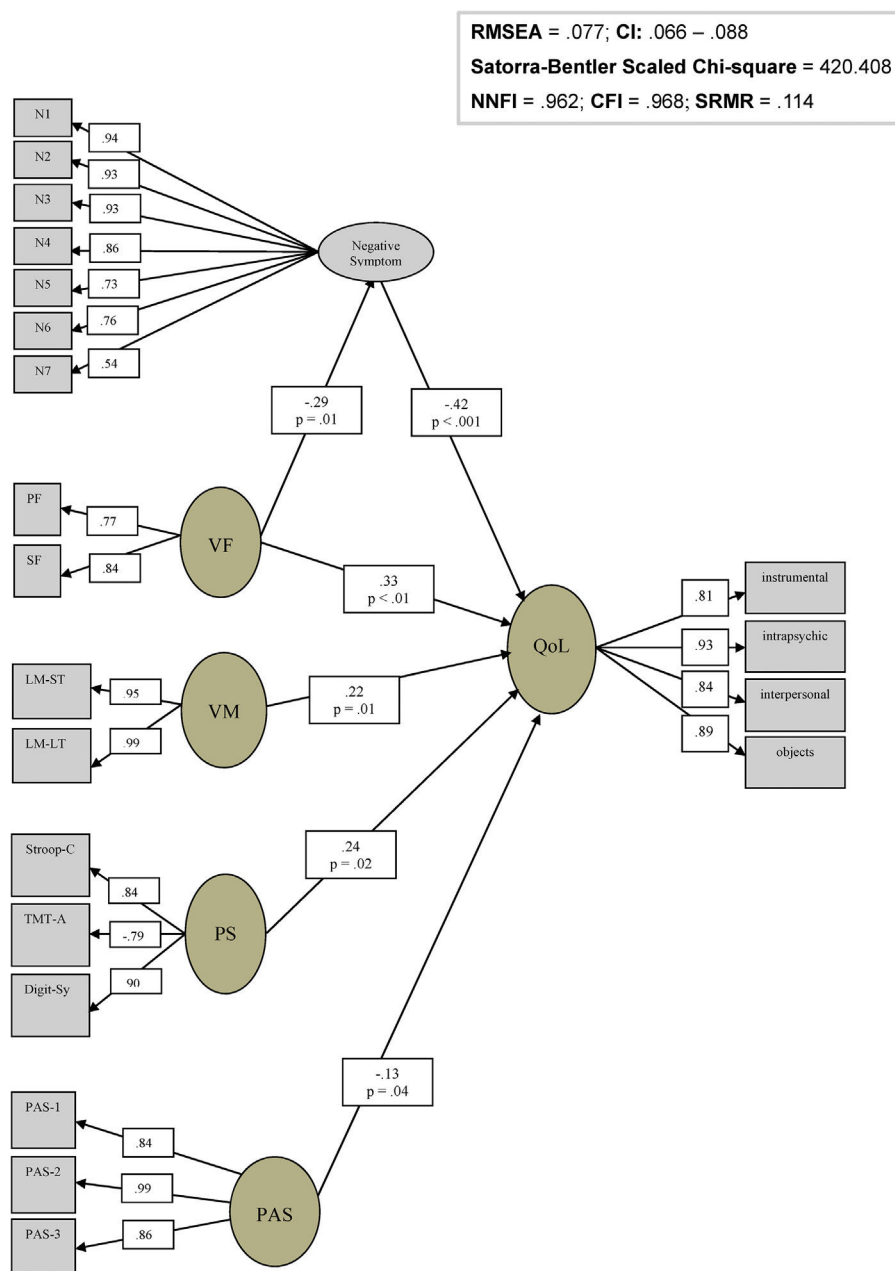 RMSEA = .077; CI: .066 – .088
Satorra-Bentler Scaled Chi-square = 420.408
NNFI = .962; CFI = .968; SRMR = .114
N1
.94
N2
.93
N3
.93
N4
.86
N5
.73
N6
.76
N7
.54
Negative
Symptom
-.29
p = .01
-.42
p < .001
PF
.77
SF
.84
VF
.33
p < .01
LM-ST
.95
LM-LT
.99
VM
.22
p = .01
QoL
.81
instrumental
.93
intrapsychic
.84
interpersonal
.89
objects
Stroop-C
.84
TMT-A
-.79
Digit-Sy
.90
PS
.24
p = .02
-.13
p = .04
PAS-1
.84
PAS-2
.99
PAS-3
.86
PAS